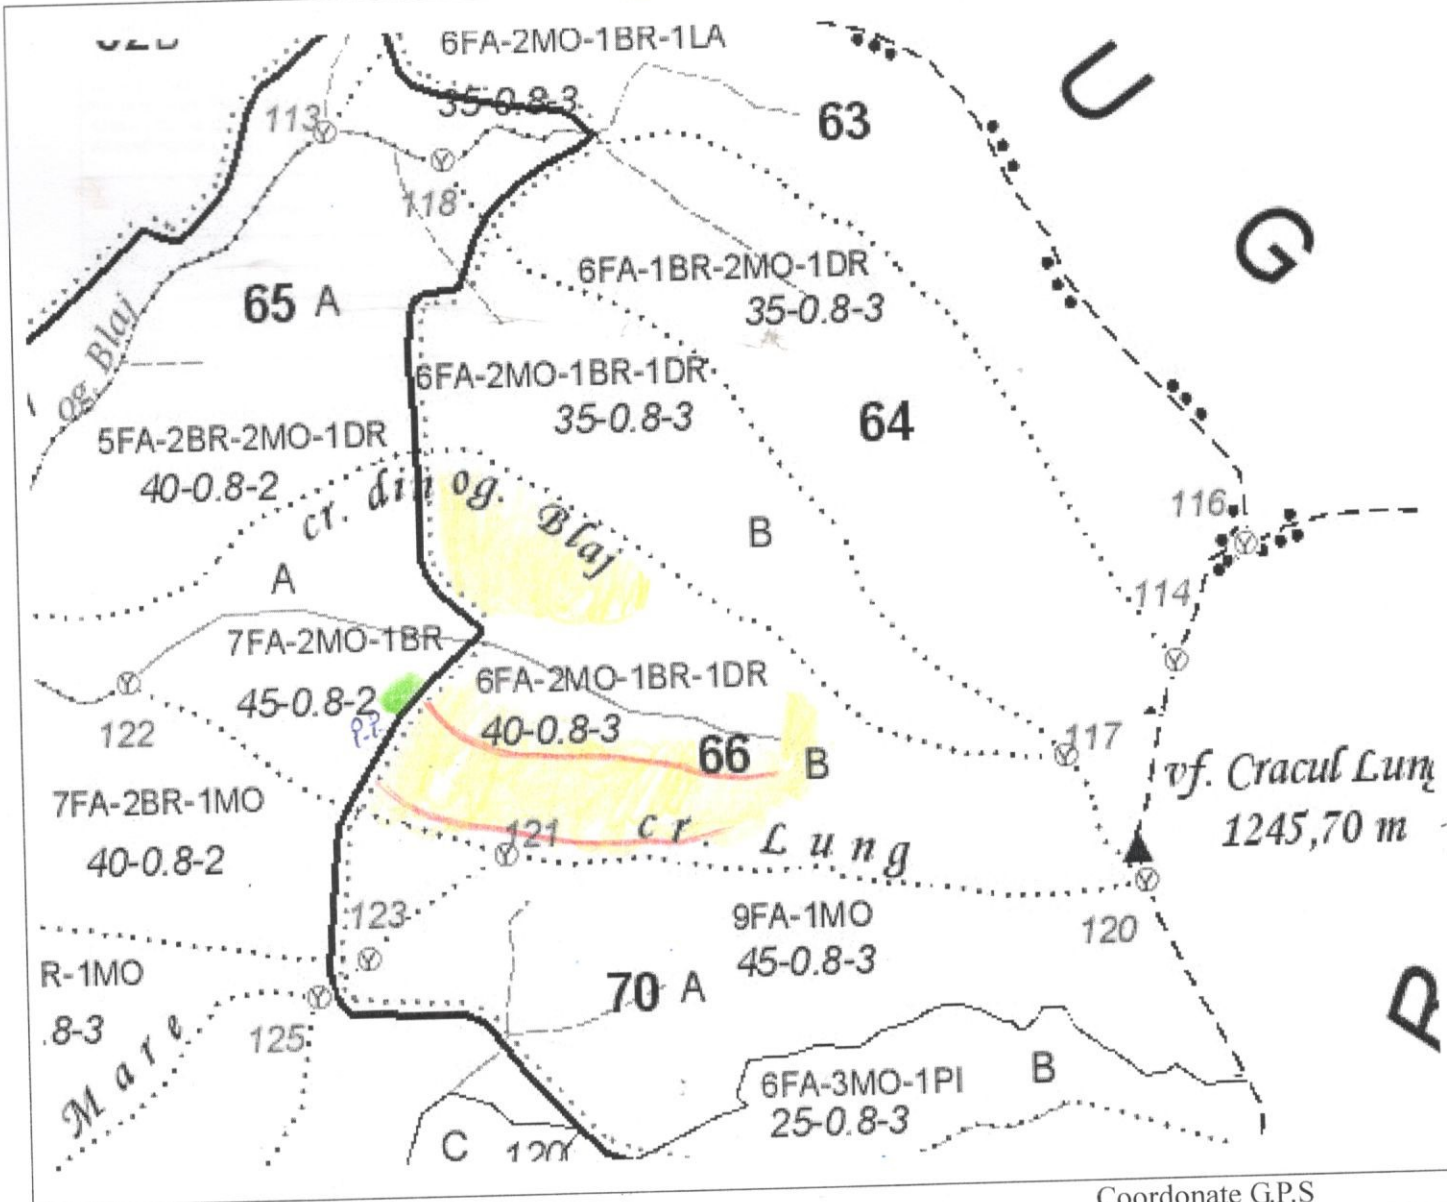 6FA-2MO-1BR-1LA
35-0.8-3
113
63
U
118
G
6FA-1BR-2MO-1DR
35-0.8-3
65 A
og. Blaj
6FA-2MO-1BR-1DR
35-0.8-3
64
5FA-2BR-2MO-1DR
40-0.8-2
cr. din og. Blaj
116
B
A
114
7FA-2MO-1BR
45-0.8-2
P.P.
6FA-2MO-1BR-1DR
40-0.8-3
122
66 B
117
vf. Cracul Lung
1245,70 m
7FA-2BR-1MO
40-0.8-2
121
cr. Lung
123
9FA-1MO
45-0.8-3
120
R-1MO
.8-3
70 A
P
125
Mare
6FA-3MO-1PI
25-0.8-3
B
C
120
Coordonate G.P.S